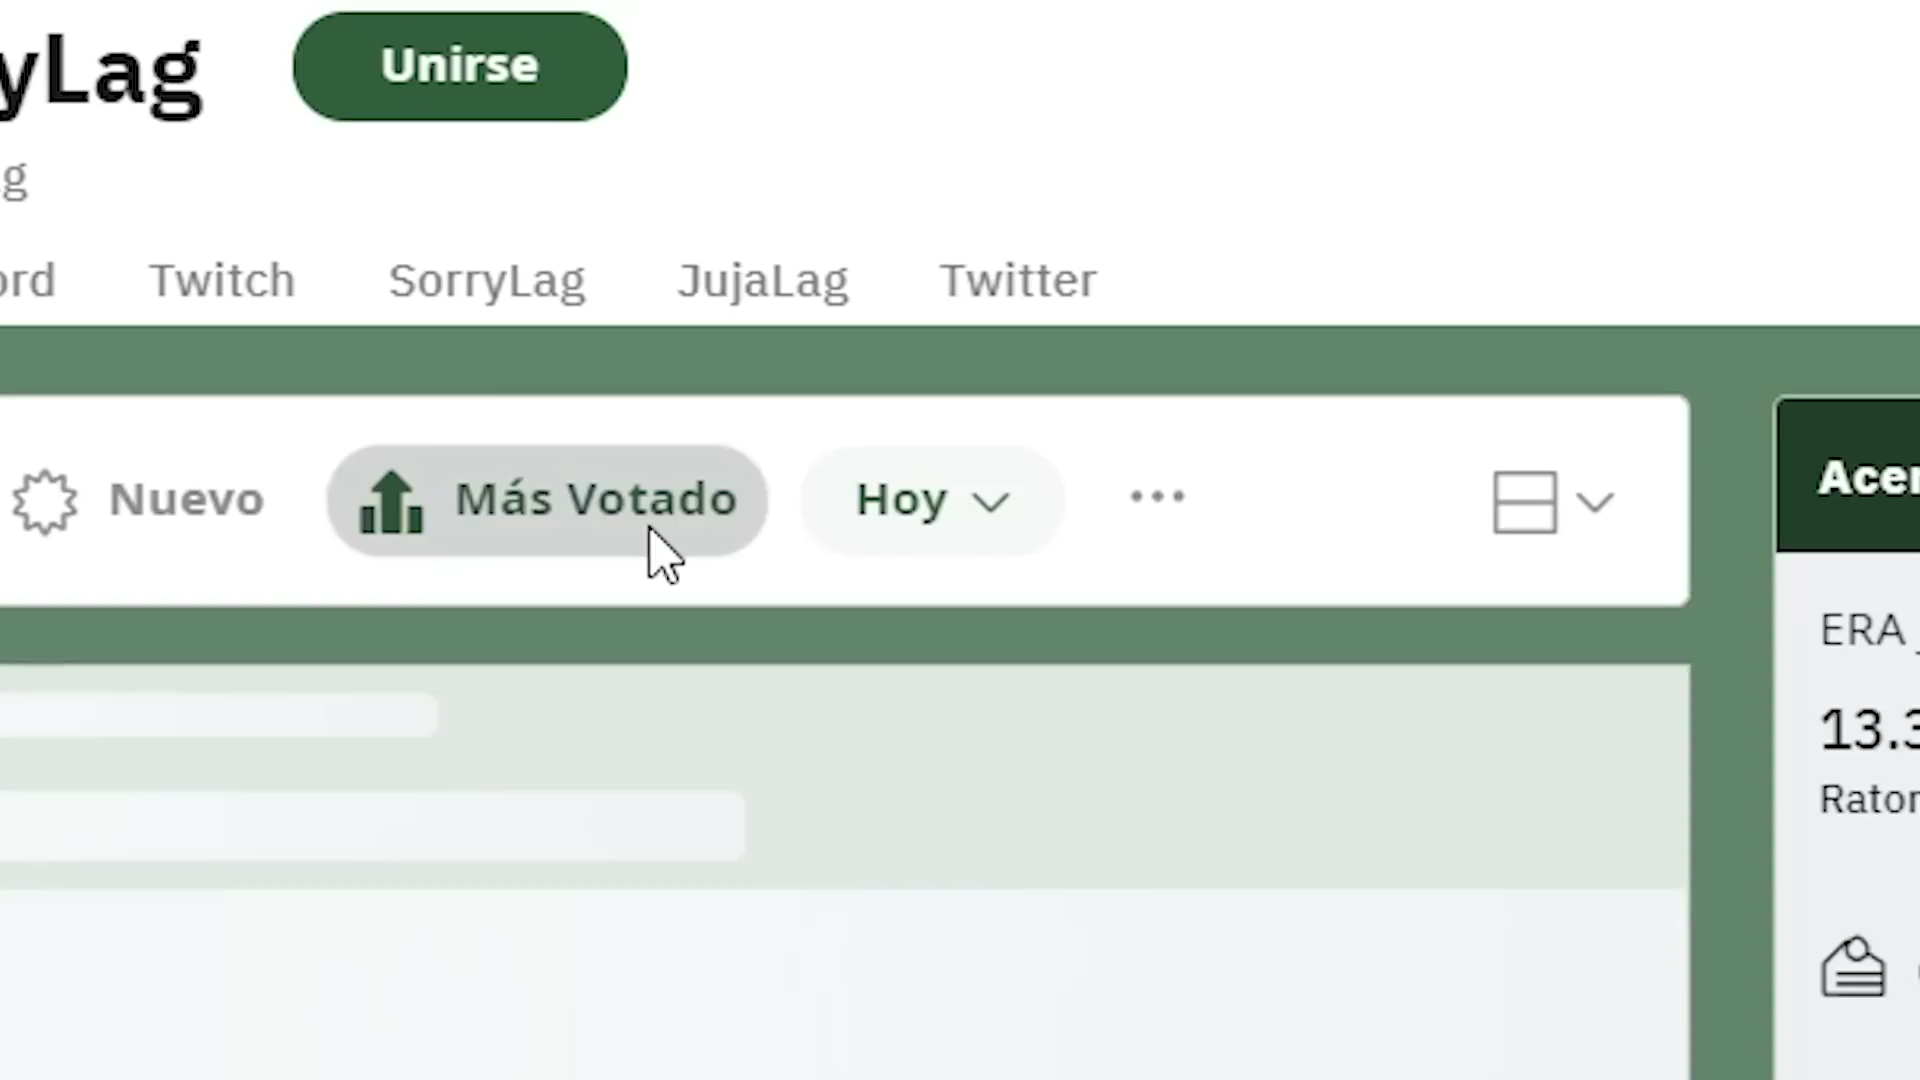 yLag Unirse
g
ord Twitch SorryLag JujaLag Twitter
Nuevo Más Votado Hoy
Acer
ERA
13.3
Rator